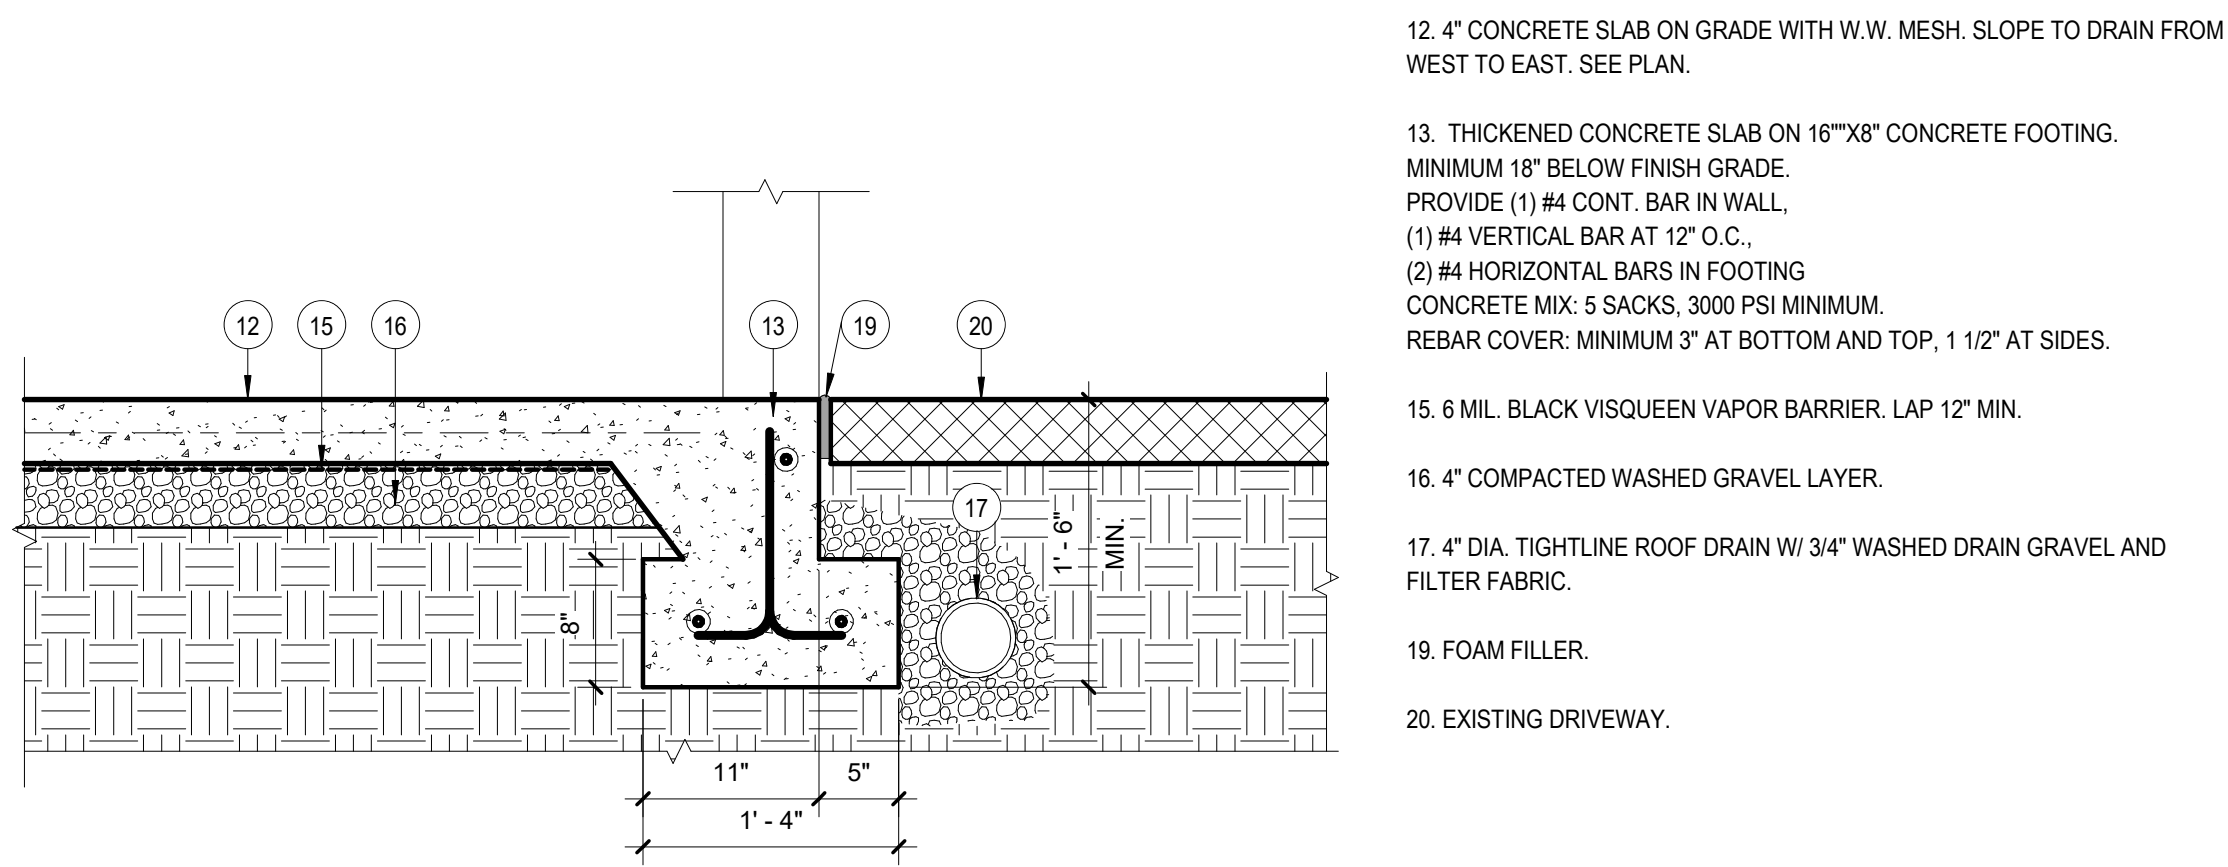 12. 4" CONCRETE SLAB ON GRADE WITH W.W. MESH. SLOPE TO DRAIN FROM
WEST TO EAST. SEE PLAN.
13. THICKENED CONCRETE SLAB ON 16""X8" CONCRETE FOOTING.
MINIMUM 18" BELOW FINISH GRADE.
PROVIDE (1) #4 CONT. BAR IN WALL,
(1) #4 VERTICAL BAR AT 12" O.C.,
(2) #4 HORIZONTAL BARS IN FOOTING
CONCRETE MIX: 5 SACKS, 3000 PSI MINIMUM.
REBAR COVER: MINIMUM 3" AT BOTTOM AND TOP, 1 1/2" AT SIDES.
15. 6 MIL. BLACK VISQUEEN VAPOR BARRIER. LAP 12" MIN.
16. 4" COMPACTED WASHED GRAVEL LAYER.
17. 4" DIA. TIGHTLINE ROOF DRAIN W/ 3/4" WASHED DRAIN GRAVEL AND
FILTER FABRIC.
19. FOAM FILLER.
20. EXISTING DRIVEWAY.
12
15
16
13
19
20
17
1' - 6"
MIN.
8"
11"
5"
1' - 4"